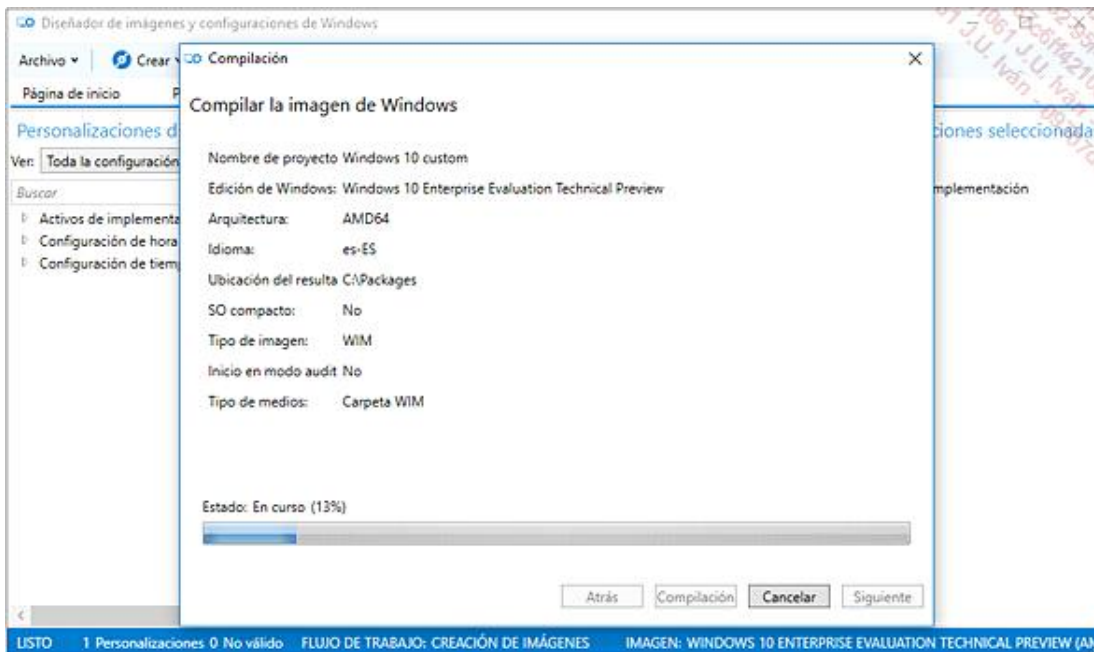 Diseñador de imágenes y configuraciones de Windows
Archivo
Crear
Compilación
Página de inicio
Compilar la imagen de Windows
Personalizaciones d
ciones seleccionada
Ver: Toda la configuración
Buscar
mplementación
Activos de implementa
Configuración de hora
Configuración de tiem
Nombre de proyecto Windows 10 custom
Edición de Windows: Windows 10 Enterprise Evaluation Technical Preview
Arquitectura: AMD64
Idioma: es-ES
Ubicación del resulta C:\Packages
SO compacto: No
Tipo de imagen: WIM
Inicio en modo audit No
Tipo de medios: Carpeta WIM
Estado: En curso (13%)
Atrás Compilación Cancelar Siguiente
LISTO 1 Personalizaciones 0 No válido FLUJO DE TRABAJO: CREACIÓN DE IMÁGENES IMAGEN: WINDOWS 10 ENTERPRISE EVALUATION TECHNICAL PREVIEW (AM